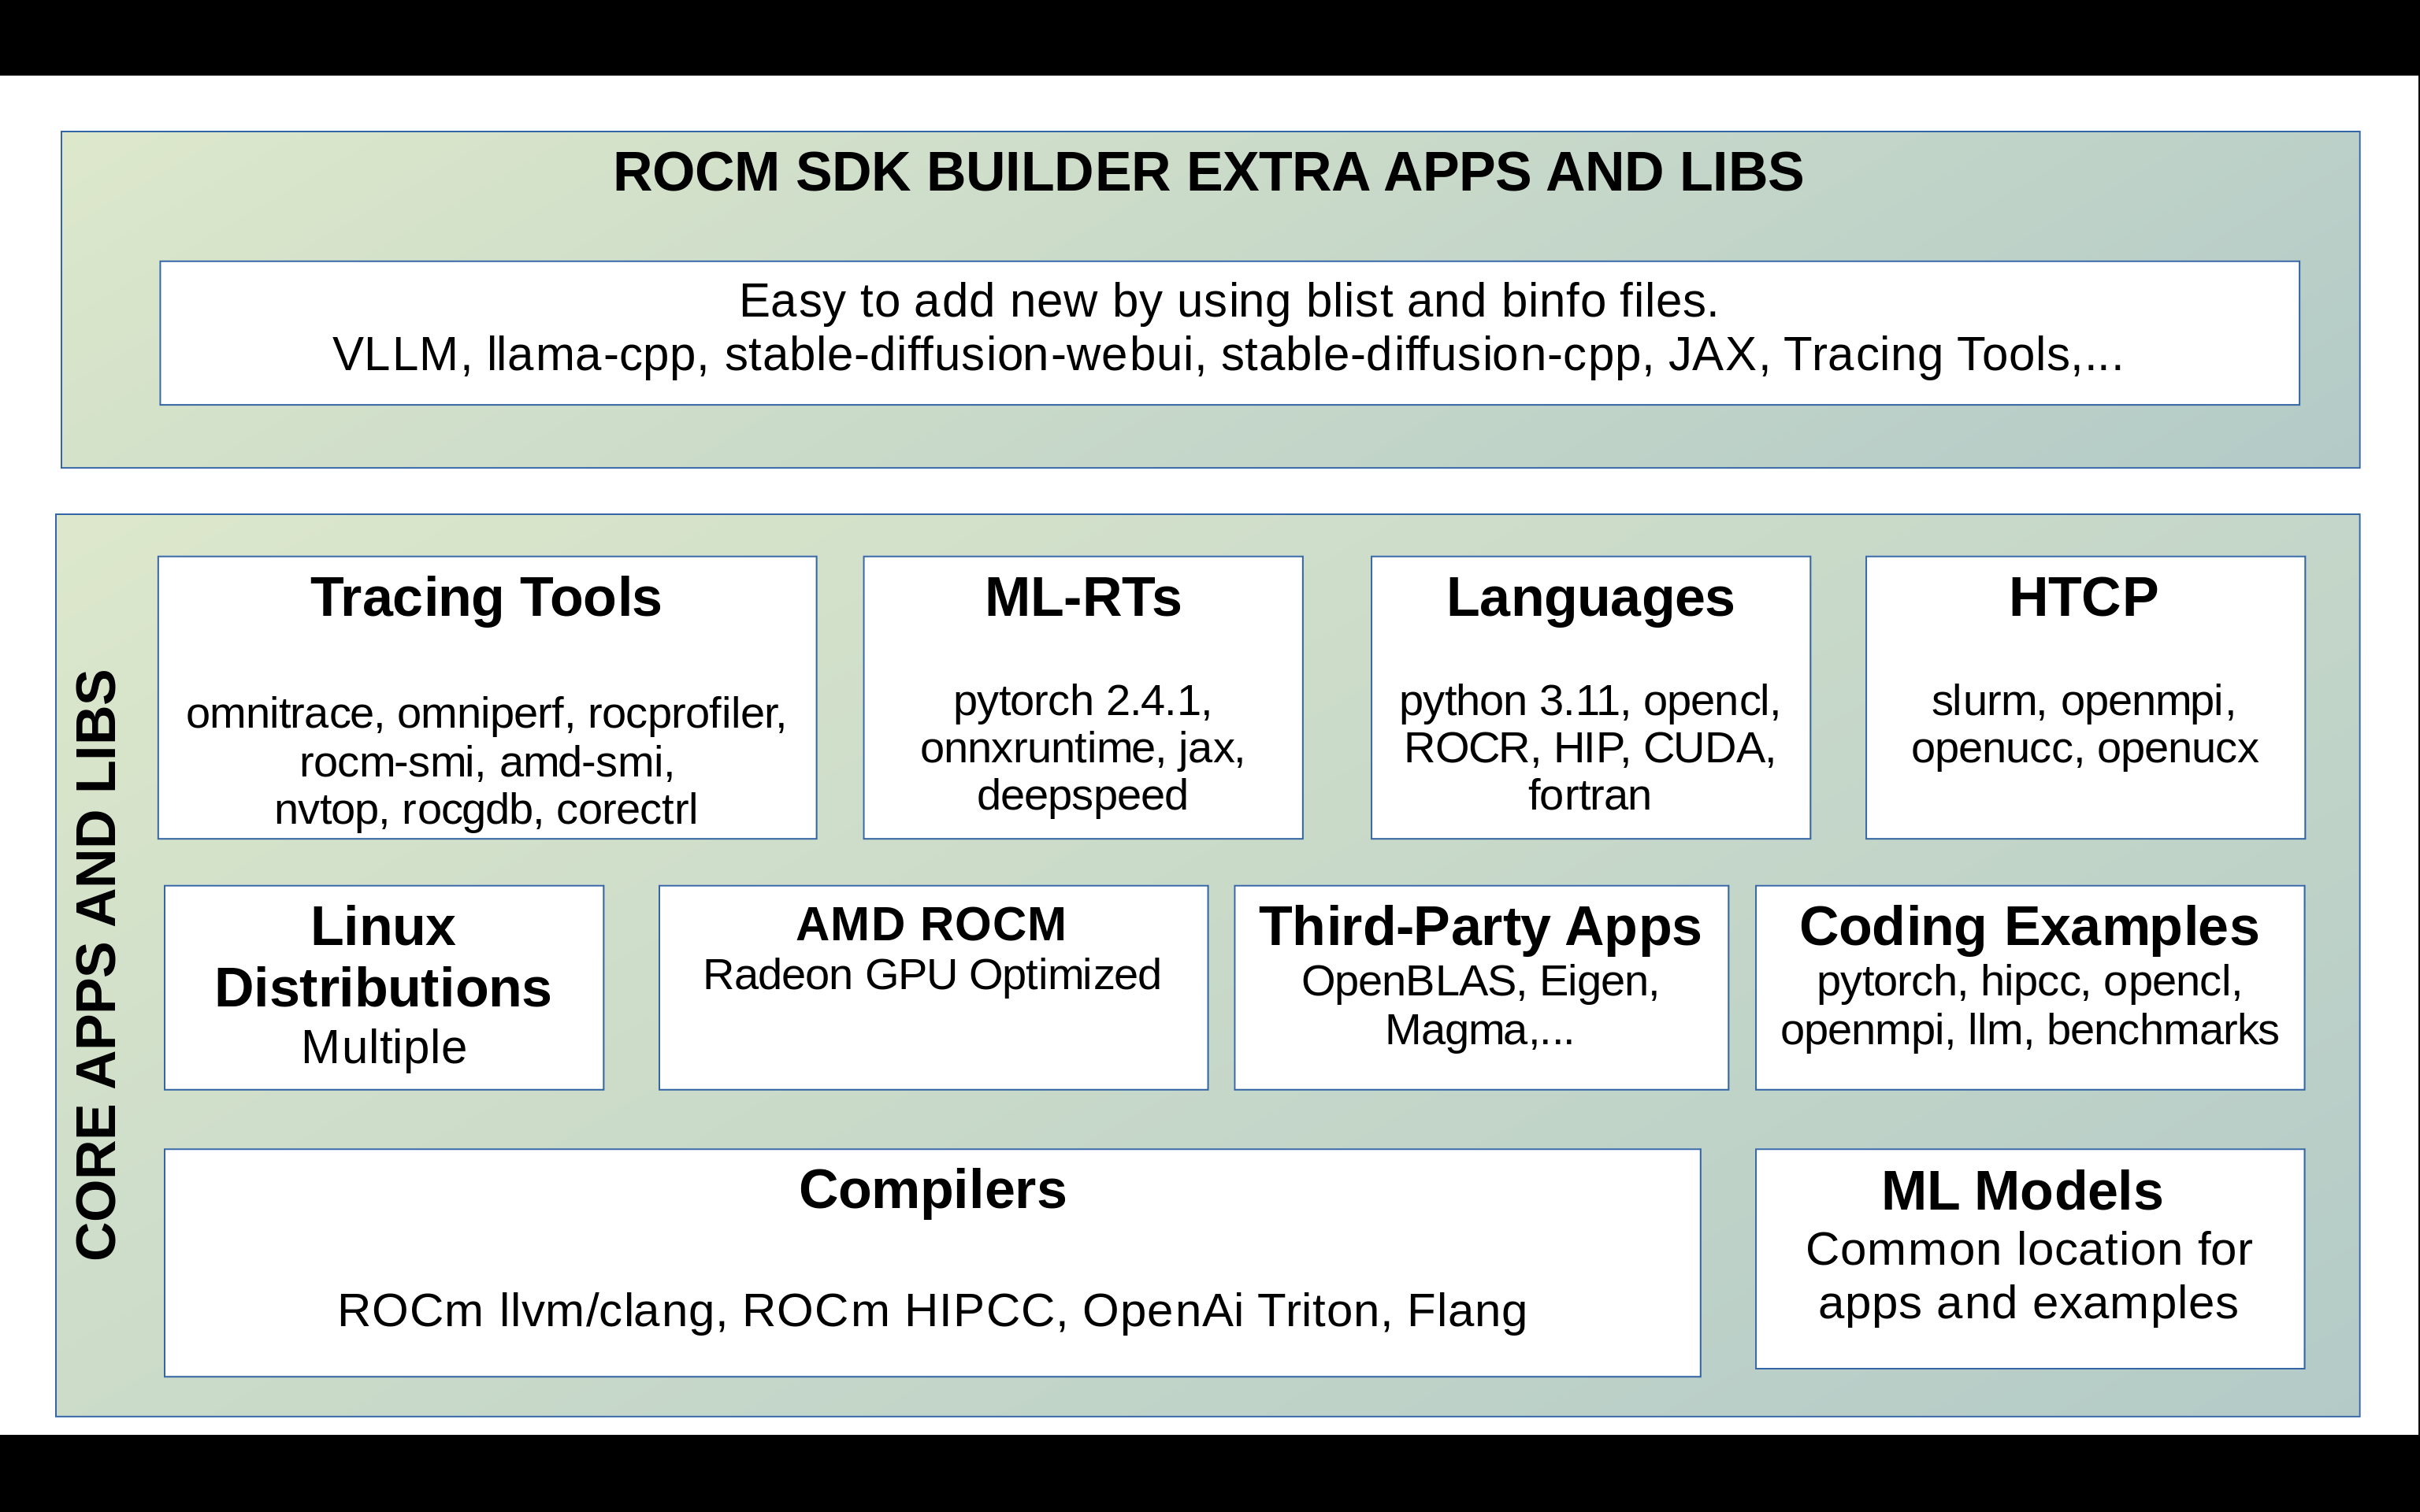 ROCM SDK BUILDER EXTRA APPS AND LIBS
Easy to add new by using blist and binfo files.
VLLM, llama-cpp, stable-diffusion-webui, stable-diffusion-cpp, JAX, Tracing Tools,...
CORE APPS AND LIBS
Tracing Tools
omnitrace, omniperf, rocprofiler,
rocm-smi, amd-smi,
nvtop, rocgdb, corectrl
ML-RTs
pytorch 2.4.1,
onnxruntime, jax,
deepspeed
Languages
python 3.11, opencl,
ROCR, HIP, CUDA,
fortran
HTCP
slurm, openmpi,
openucc, openucx
Linux
Distributions
Multiple
AMD ROCM
Radeon GPU Optimized
Third-Party Apps
OpenBLAS, Eigen,
Magma,...
Coding Examples
pytorch, hipcc, opencl,
openmpi, llm, benchmarks
Compilers
ROCm llvm/clang, ROCm HIPCC, OpenAi Triton, Flang
ML Models
Common location for
apps and examples